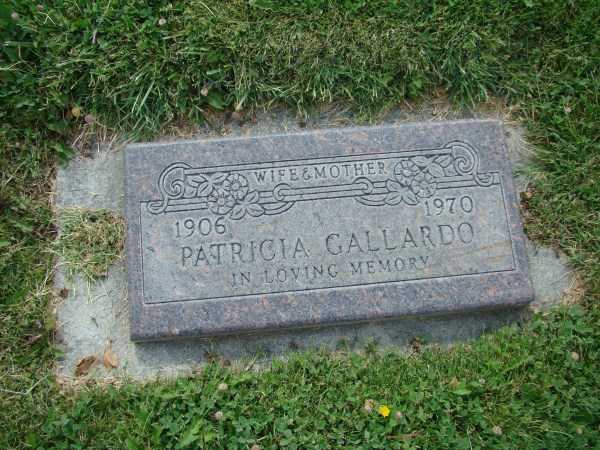 WIFE & MOTHER
1906 1970
PATRICIA GALLARDO
IN LOVING MEMORY